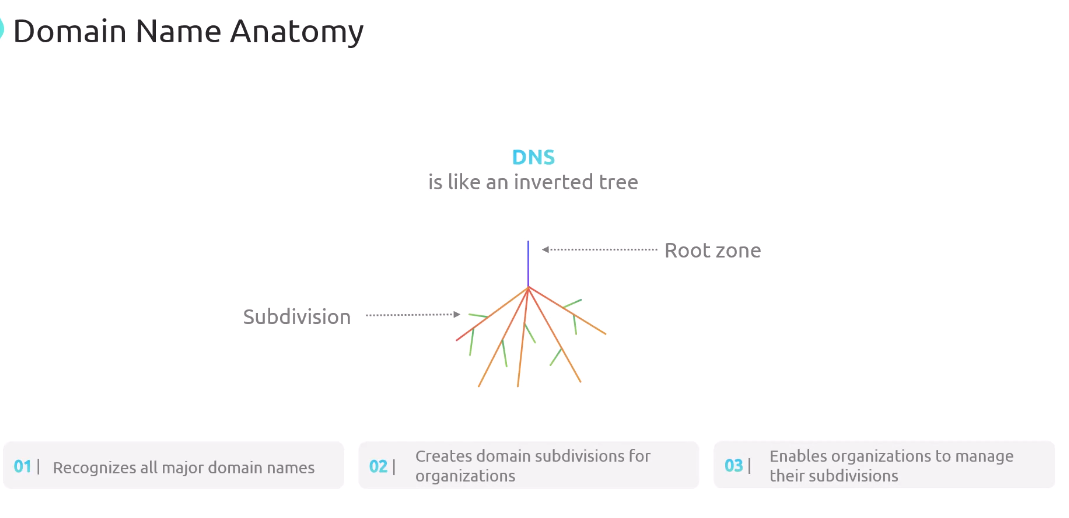 Domain Name Anatomy
DNS
is like an inverted tree
Root zone
Subdivision
01 | Recognizes all major domain names
02 | Creates domain subdivisions for
organizations
03 | Enables organizations to manage
their subdivisions